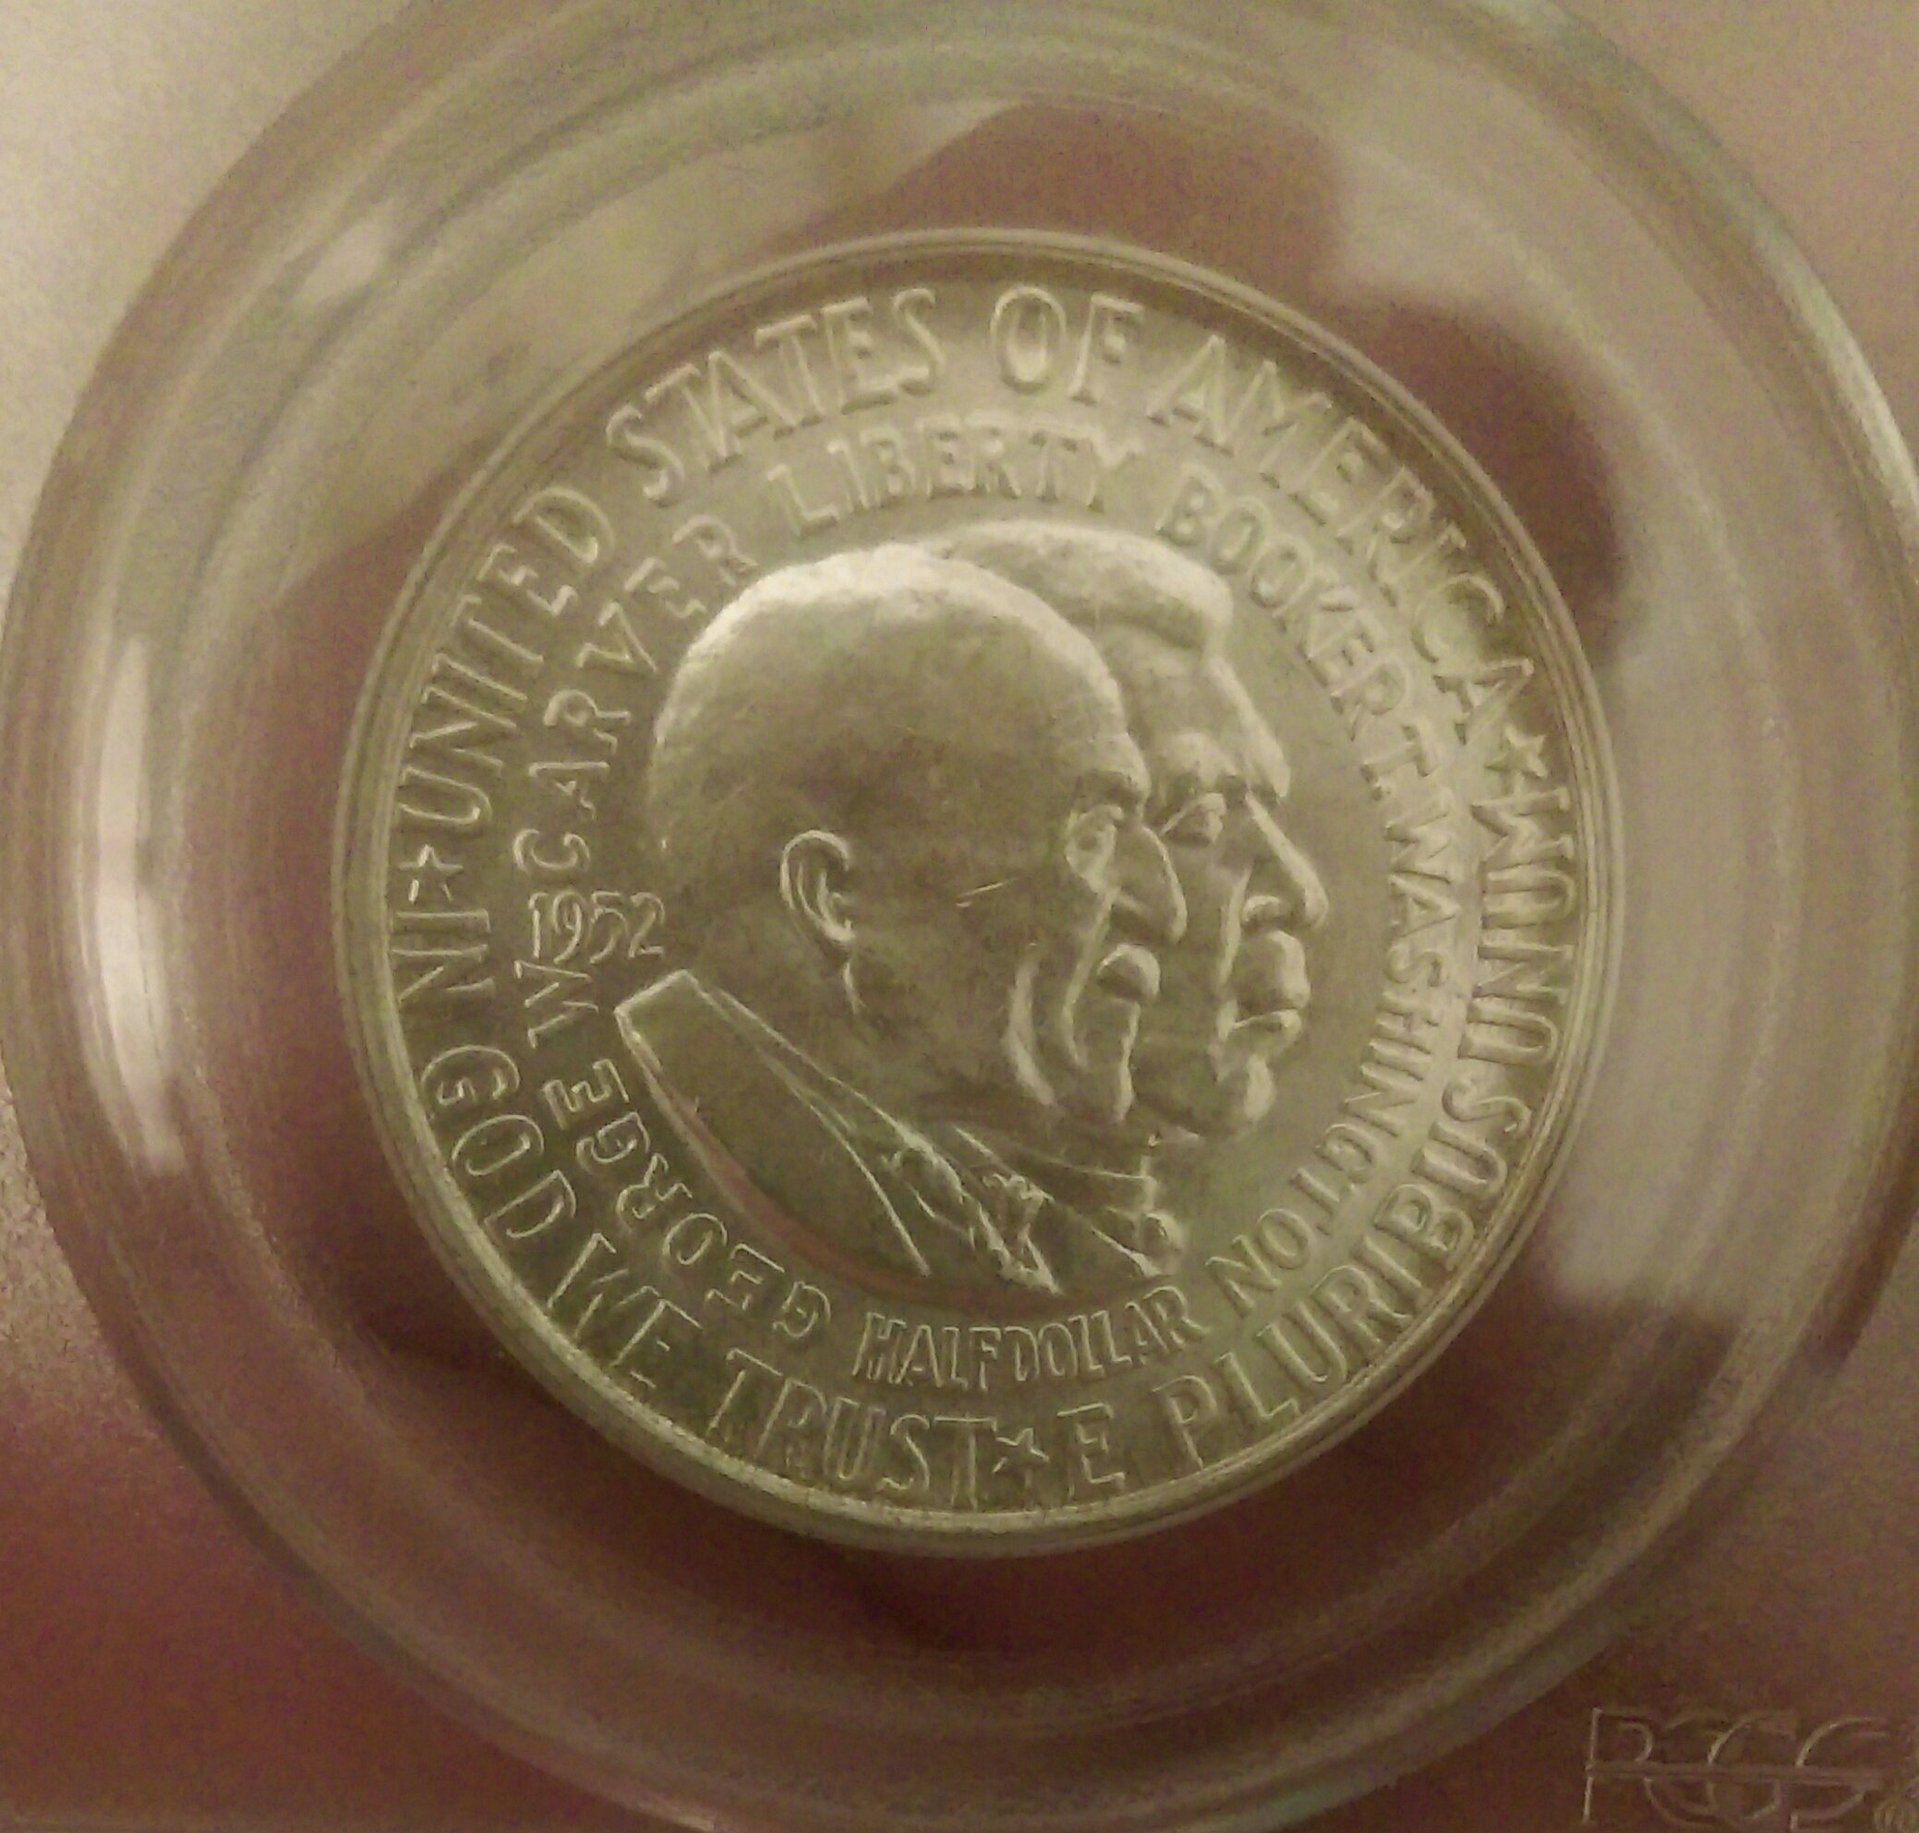 ★ UNITED STATES OF AMERICA ★
E PLURIBUS UNUM
IN GOD WE TRUST ★
GEORGE W CARVER LIBERTY BOOKER T. WASHINGTON
1952
HALF DOLLAR
PCGS